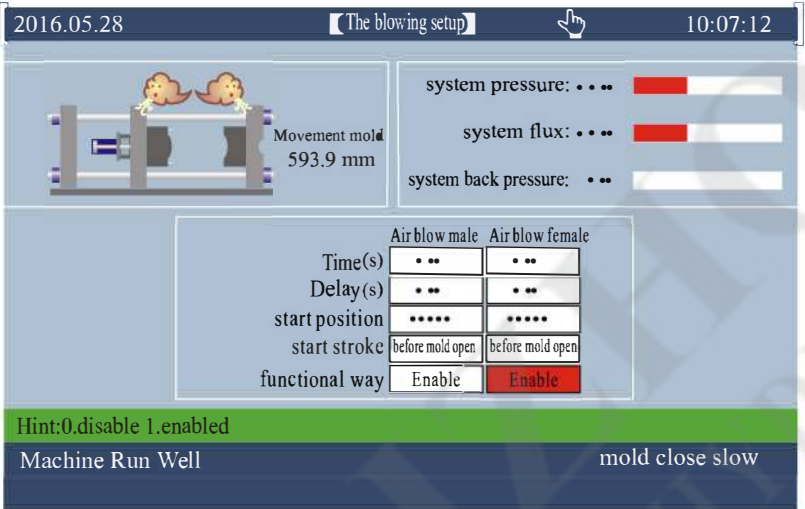 2016.05.28 【The blowing setup】 10:07:12
Movement mold
593.9 mm
system pressure: • • ••
system flux: • • ••
system back pressure: • ••
Air blow male Air blow female
Time(s) • •• • ••
Delay(s) • •• • ••
start position ••••• •••••
start stroke before mold open before mold open
functional way Enable Enable
Hint:0.disable 1.enabled
Machine Run Well mold close slow